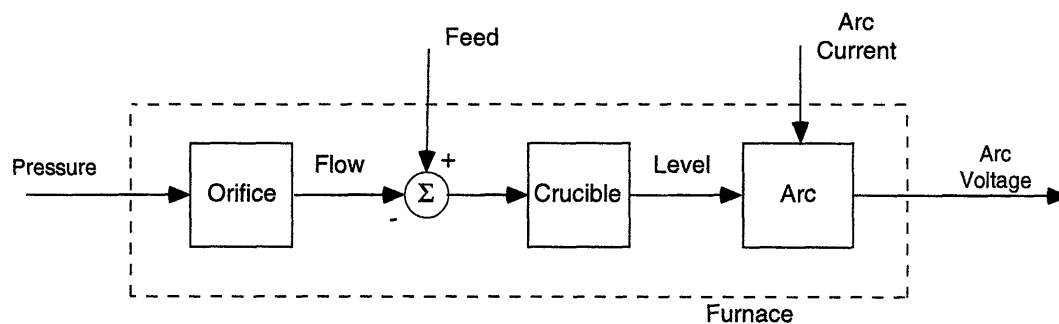 Feed
Arc
Current
Pressure
Orifice
Flow
+
Σ
-
Crucible
Level
Arc
Arc
Voltage
Furnace